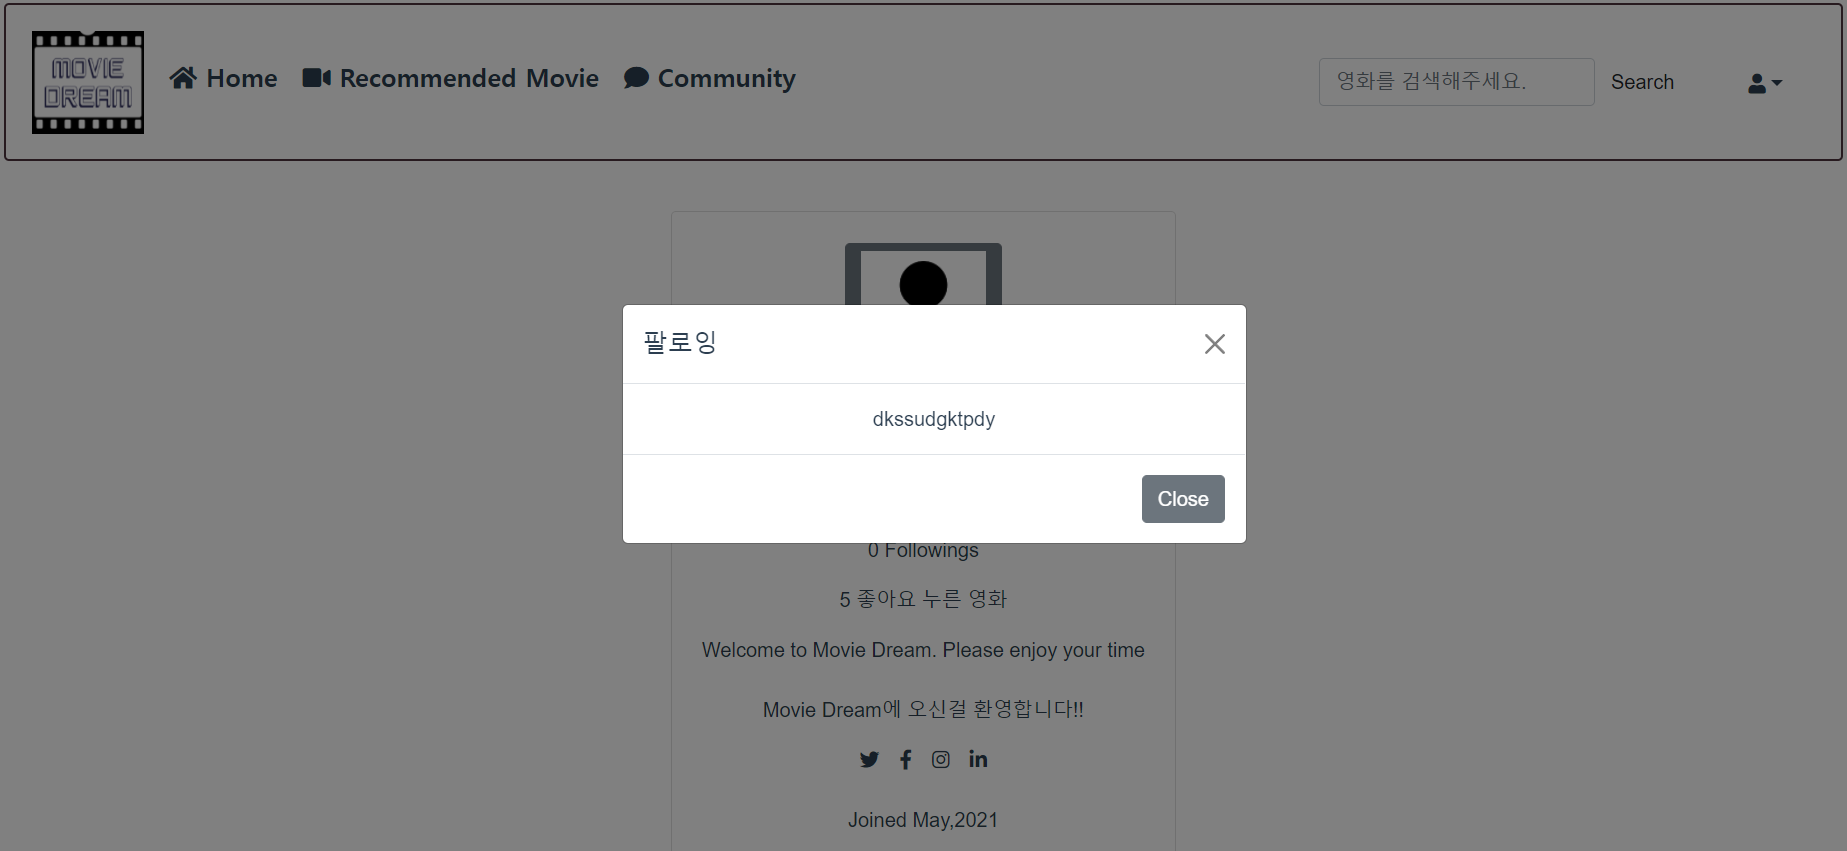 MOVIE
DREAM
Home
Recommended Movie
Community
영화를 검색해주세요.
Search
팔로잉
dkssudgktpdy
Close
0 Followings
5 좋아요 누른 영화
Welcome to Movie Dream. Please enjoy your time
Movie Dream에 오신걸 환영합니다!!
Joined May,2021